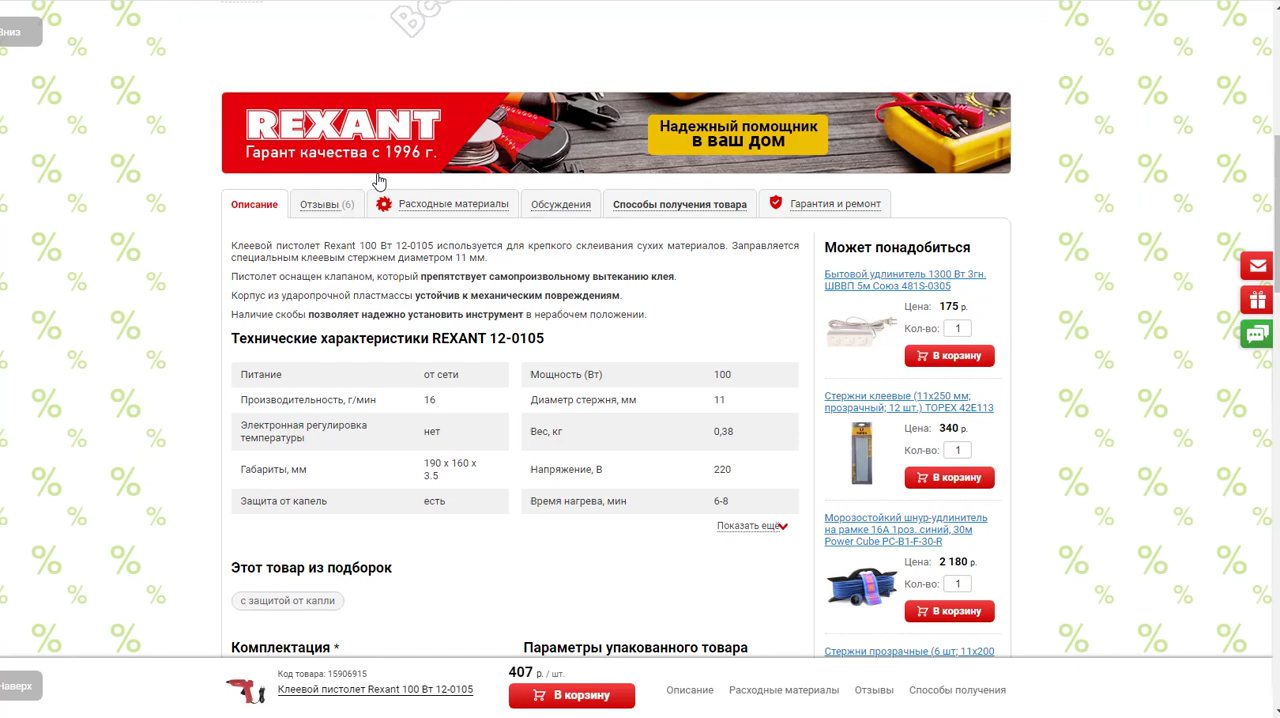 Вниз
REXANT
Гарант качества с 1996 г.
Надежный помощник
в ваш дом
Описание
Отзывы (6)
Расходные материалы
Обсуждения
Способы получения товара
Гарантия и ремонт
Клеевой пистолет Rexant 100 Вт 12-0105 используется для крепкого склеивания сухих материалов. Заправляется
специальным клеевым стержнем диаметром 11 мм.
Пистолет оснащен клапаном, который препятствует самопроизвольному вытеканию клея.
Корпус из ударопрочной пластмассы устойчив к механическим повреждениям.
Наличие скобы позволяет надежно установить инструмент в нерабочем положении.
Технические характеристики REXANT 12-0105
Питание от сети
Мощность (Вт) 100
Производительность, г/мин 16
Диаметр стержня, мм 11
Электронная регулировка
температуры
нет
Вес, кг 0,38
Габариты, мм
190 x 160 x
3.5
Напряжение, В 220
Защита от капель есть
Время нагрева, мин 6-8
Показать ещё
Этот товар из подборок
с защитой от капли
Комплектация *
Параметры упакованного товара
Может понадобиться
Бытовой удлинитель 1300 Вт 3гн.
ШВВП 5м Союз 481S-0305
Цена: 175 р.
Кол-во: 1
В корзину
Стержни клеевые (11x250 мм;
прозрачный; 12 шт.) TOPEX 42E113
Цена: 340 р.
Кол-во: 1
В корзину
Морозостойкий шнур-удлинитель
на рамке 16А 1роз. синий, 30м
Power Cube PC-B1-F-30-R
Цена: 2 180 р.
Кол-во: 1
В корзину
Стержни прозрачные (6 шт; 11x200
Наверх
Код товара: 15906915
Клеевой пистолет Rexant 100 Вт 12-0105
407 р. / шт.
В корзину
Описание
Расходные материалы
Отзывы
Способы получения